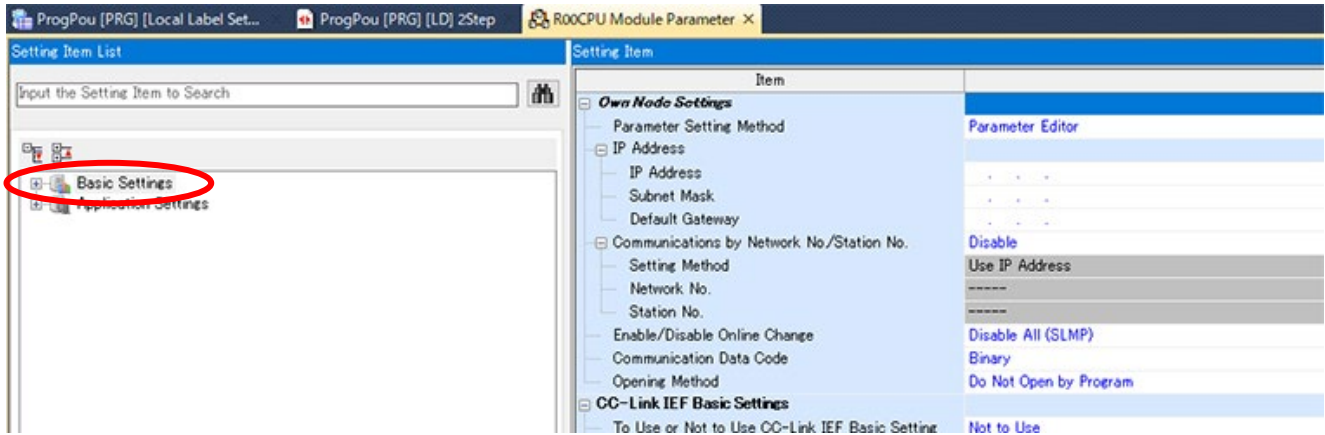 ProgPou [PRG] [Local Label Set...
ProgPou [PRG] [LD] 2Step
R00CPU Module Parameter
Setting Item List
Input the Setting Item to Search
Basic Settings
Application Settings
Setting Item
Item
Own Node Settings
Parameter Setting Method Parameter Editor
IP Address
IP Address . . .
Subnet Mask . . .
Default Gateway . . .
Communications by Network No./Station No. Disable
Setting Method Use IP Address
Network No. -----
Station No. -----
Enable/Disable Online Change Disable All (SLMP)
Communication Data Code Binary
Opening Method Do Not Open by Program
CC-Link IEF Basic Settings
To Use or Not to Use CC-Link IEF Basic Setting Not to Use